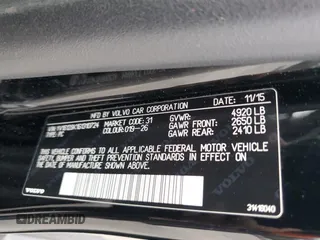 MFD BY VOLVO CAR CORPORATION
MARKET CODE: 31
COLOUR: 019-26
TYPE: PC
DATE: 11/15
GVWR: 4920 LB
GAWR FRONT: 2650 LB
GAWR REAR: 2410 LB
THIS VEHICLE CONFORMS TO ALL APPLICABLE FEDERAL MOTOR VEHICLE
SAFETY, BUMPER AND THEFT PREVENTION STANDARDS IN EFFECT ON THE
DATE OF MANUFACTURE SHOWN ABOVE.
VOLVO
DREAMBID